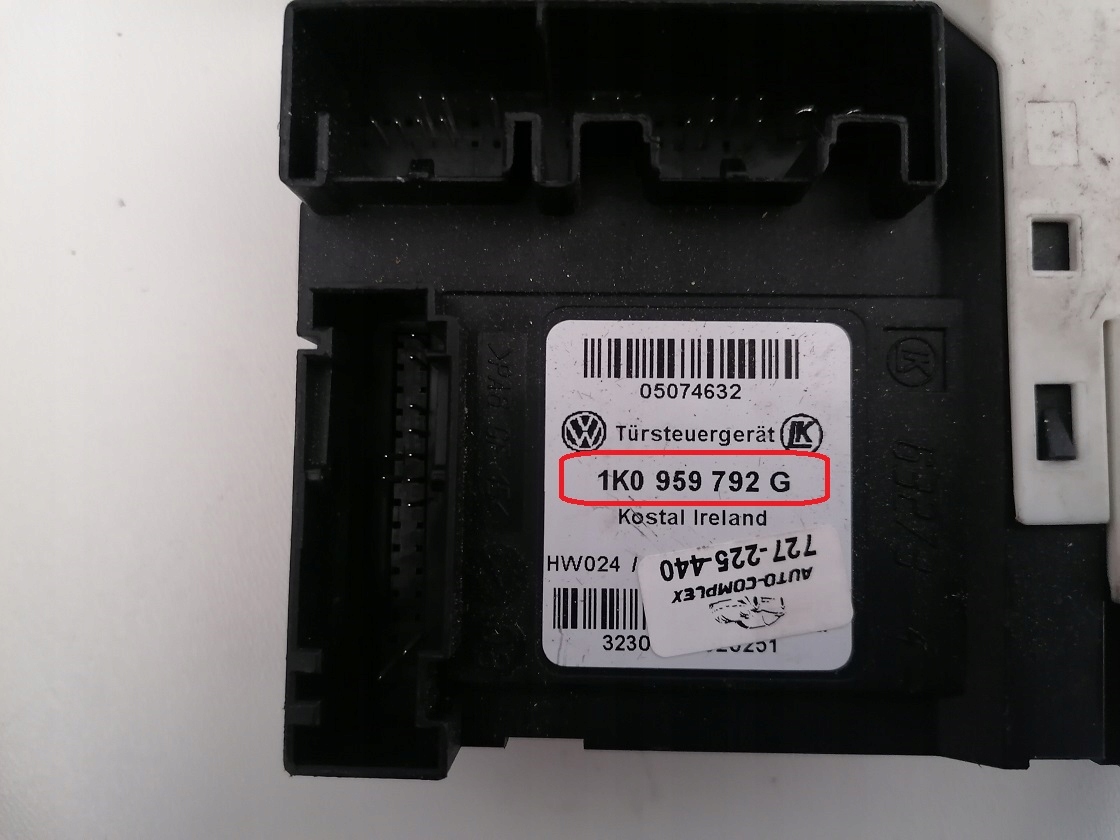 05074632
Türsteuergerät
1K0 959 792 G
Kostal Ireland
HW024 /
727-225-440
AUTO-COMPLEX
3230